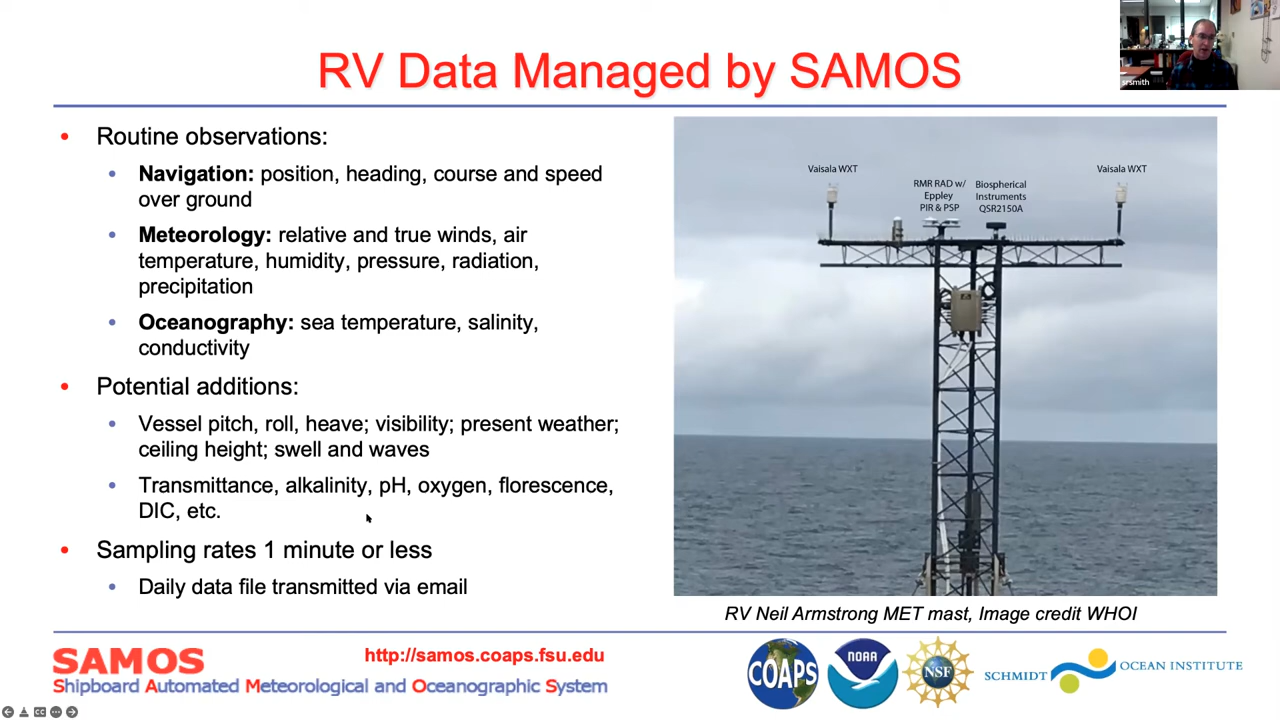 srsmith
RV Data Managed by SAMOS
Routine observations:
Navigation: position, heading, course and speed
over ground
Meteorology: relative and true winds, air
temperature, humidity, pressure, radiation,
precipitation
Oceanography: sea temperature, salinity,
conductivity
Potential additions:
Vessel pitch, roll, heave; visibility; present weather;
ceiling height; swell and waves
Transmittance, alkalinity, pH, oxygen, florescence,
DIC, etc.
Sampling rates 1 minute or less
Daily data file transmitted via email
Vaisala WXT
RMR RAD w/
Eppley
PIR & PSP
Biospherical
Instruments
QSR2150A
Vaisala WXT
RV Neil Armstrong MET mast, Image credit WHOI
SAMOS
http://samos.coaps.fsu.edu
Shipboard Automated Meteorological and Oceanographic System
COAPS
NOAA
NSF
SCHMIDT
OCEAN INSTITUTE
CC